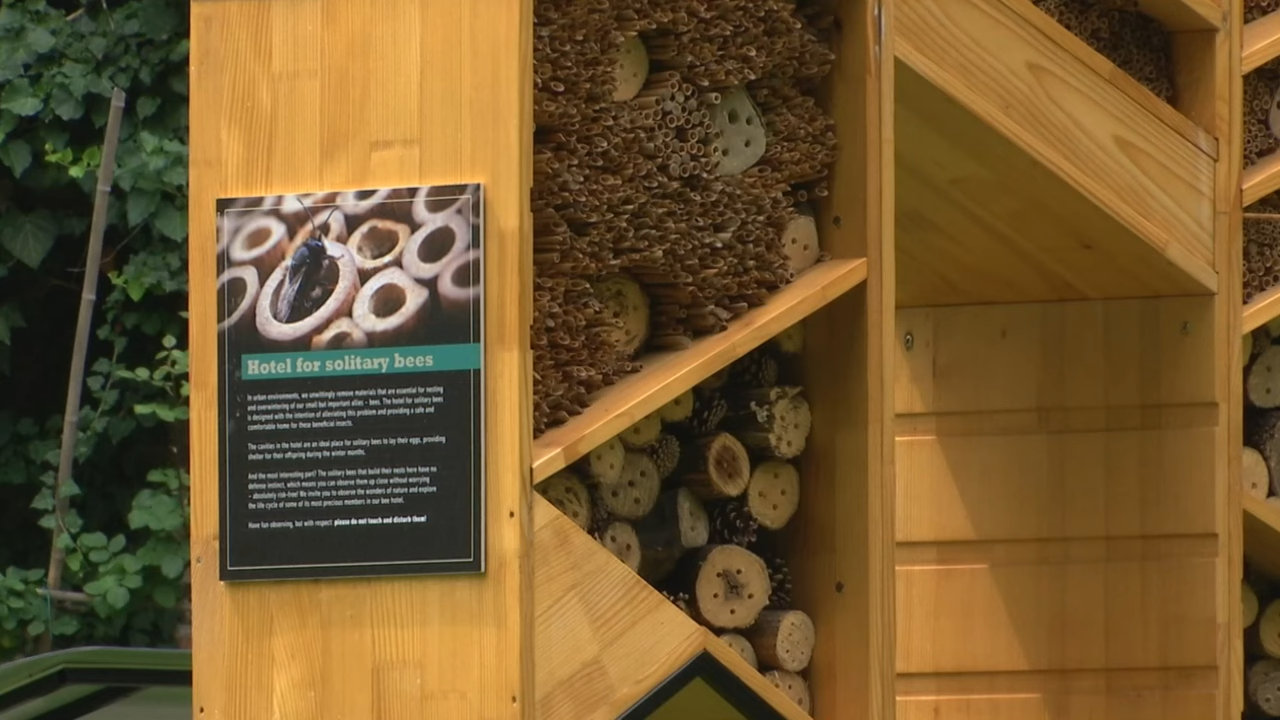 Hotel for solitary bees
In urban environments, we unwittingly remove materials that are essential for nesting
and overwintering of our small but important allies – bees. The hotel for solitary bees
is designed with the intention of alleviating this problem and providing a safe and
comfortable home for these beneficial insects.
The cavities in the hotel are an ideal place for solitary bees to lay their eggs, providing
shelter for their offspring during the winter months.
And the most interesting part? The solitary bees that build their nests here have no
defense instinct, which means you can observe them up close without worrying
– absolutely risk-free! We invite you to observe the wonders of nature and explore
the life cycle of some of its most precious members in our bee hotel.
Have fun observing, but with respect: please do not touch and disturb them!